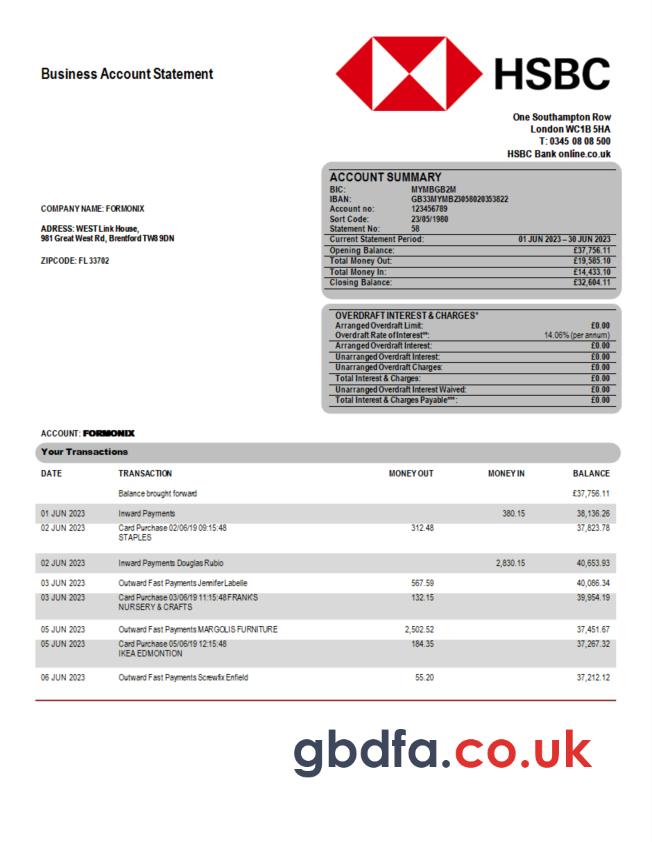 Business Account Statement
HSBC
One Southampton Row
London WC1B 5HA
T: 0345 08 08 500
HSBC Bank online.co.uk
ACCOUNT SUMMARY
BIC: MYMBGB2M
IBAN: GB33MYMB23058020353822
Account no: 123456789
Sort Code: 23/05/1980
Statement No: 58
Current Statement Period: 01 JUN 2023 – 30 JUN 2023
Opening Balance: £37,756.11
Total Money Out: £19,585.10
Total Money In: £14,433.10
Closing Balance: £32,604.11
COMPANY NAME: FORMONIX
ADRESS: WEST Link House,
981 Great West Rd, Brentford TW8 9DN
ZIPCODE: FL 33702
OVERDRAFT INTEREST & CHARGES*
Arranged Overdraft Limit: £0.00
Overdraft Rate of Interest**: 14.06% (per annum)
Arranged Overdraft Interest: £0.00
Unarranged Overdraft Interest: £0.00
Unarranged Overdraft Charges: £0.00
Total Interest & Charges: £0.00
Unarranged Overdraft Interest Waived: £0.00
Total Interest & Charges Payable***: £0.00
ACCOUNT: FORMONIX
Your Transactions
DATE TRANSACTION MONEY OUT MONEY IN BALANCE
Balance brought forward £37,756.11
01 JUN 2023 Inward Payments 380.15 38,136.26
02 JUN 2023 Card Purchase 02/06/19 09:15:48 312.48 37,823.78
STAPLES
02 JUN 2023 Inward Payments Douglas Rubio 2,830.15 40,653.93
03 JUN 2023 Outward Fast Payments Jennifer Labelle 567.59 40,086.34
03 JUN 2023 Card Purchase 03/06/19 11:15:48FRANKS 132.15 39,954.19
NURSERY & CRAFTS
05 JUN 2023 Outward Fast Payments MARGOLIS FURNITURE 2,502.52 37,451.67
05 JUN 2023 Card Purchase 05/06/19 12:15:48 184.35 37,267.32
IKEA EDMONTION
06 JUN 2023 Outward Fast Payments Screwfix Enfield 55.20 37,212.12
gbdfa.co.uk